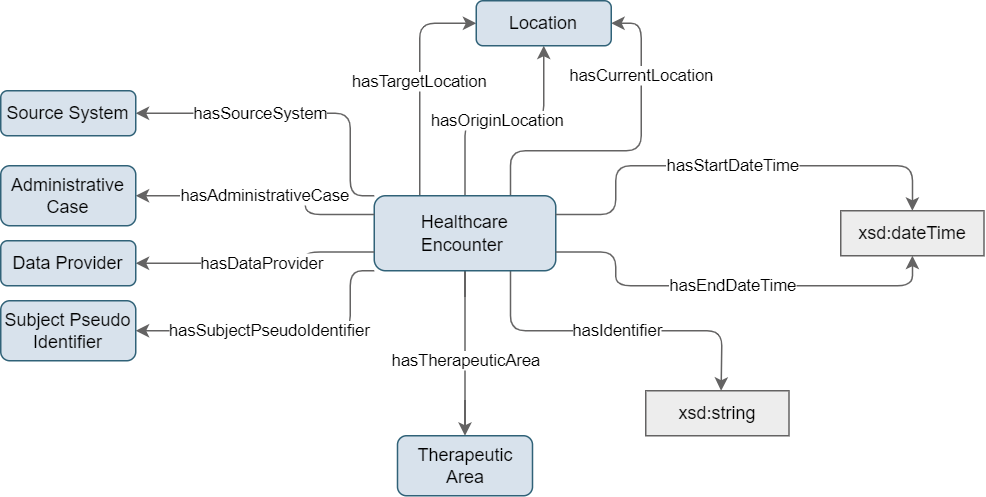 Location
hasTargetLocation
hasCurrentLocation
Source System
hasSourceSystem
hasOriginLocation
hasStartDateTime
Administrative
Case
hasAdministrativeCase
Healthcare
Encounter
xsd:dateTime
Data Provider
hasDataProvider
hasEndDateTime
Subject Pseudo
Identifier
hasSubjectPseudoIdentifier
hasIdentifier
hasTherapeuticArea
xsd:string
Therapeutic
Area